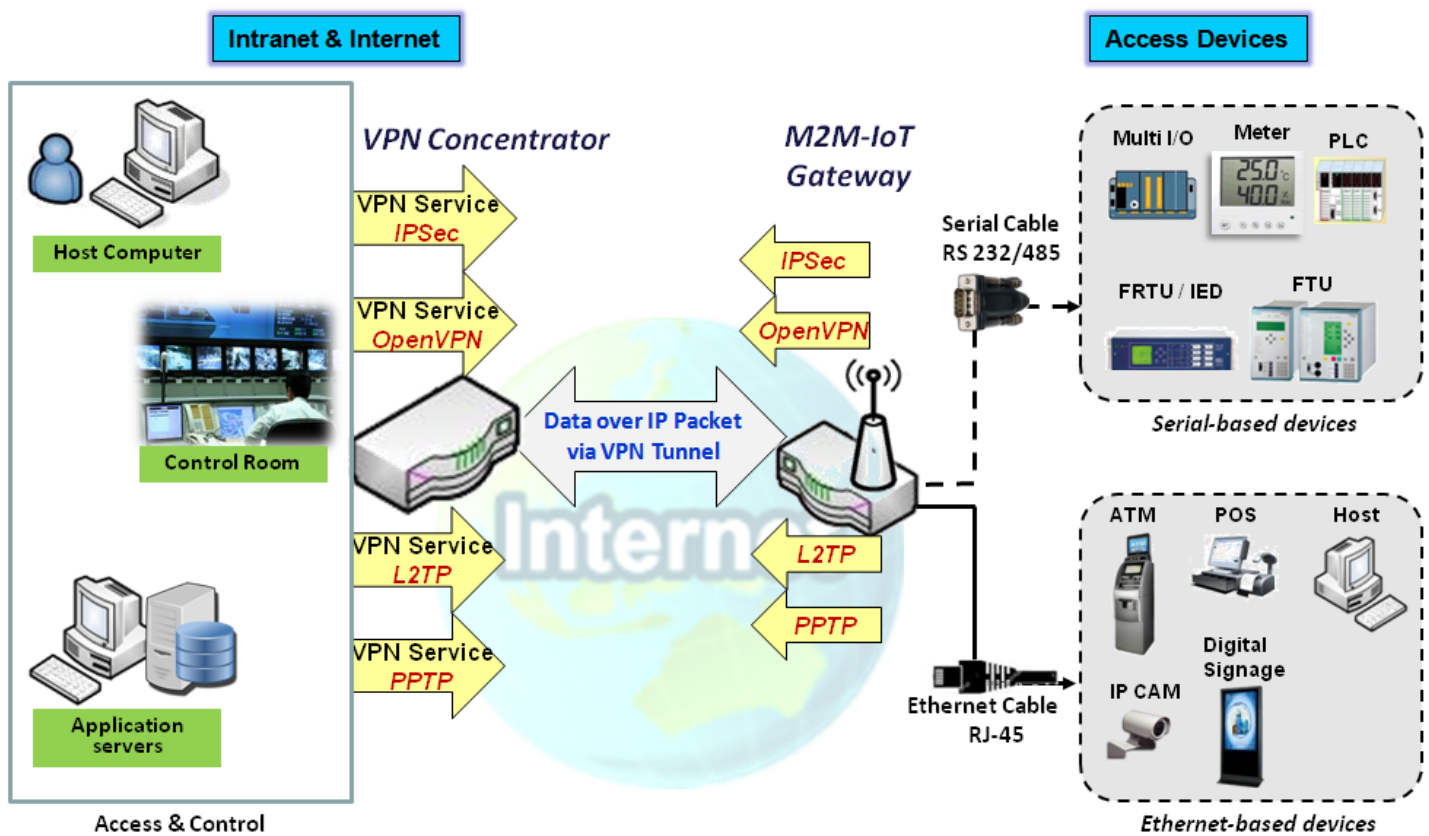 Intranet & Internet
Access Devices
VPN Concentrator
M2M-IoT
Gateway
Host Computer
Control Room
Application
servers
Access & Control
VPN Service
IPSec
VPN Service
OpenVPN
VPN Service
L2TP
VPN Service
PPTP
Data over IP Packet
via VPN Tunnel
Internet
IPSec
OpenVPN
L2TP
PPTP
Serial Cable
RS 232/485
Ethernet Cable
RJ-45
Multi I/O
Meter
PLC
25.0 °C
40.0 %
FRTU / IED
FTU
Serial-based devices
ATM
POS
Host
Digital
Signage
IP CAM
Ethernet-based devices